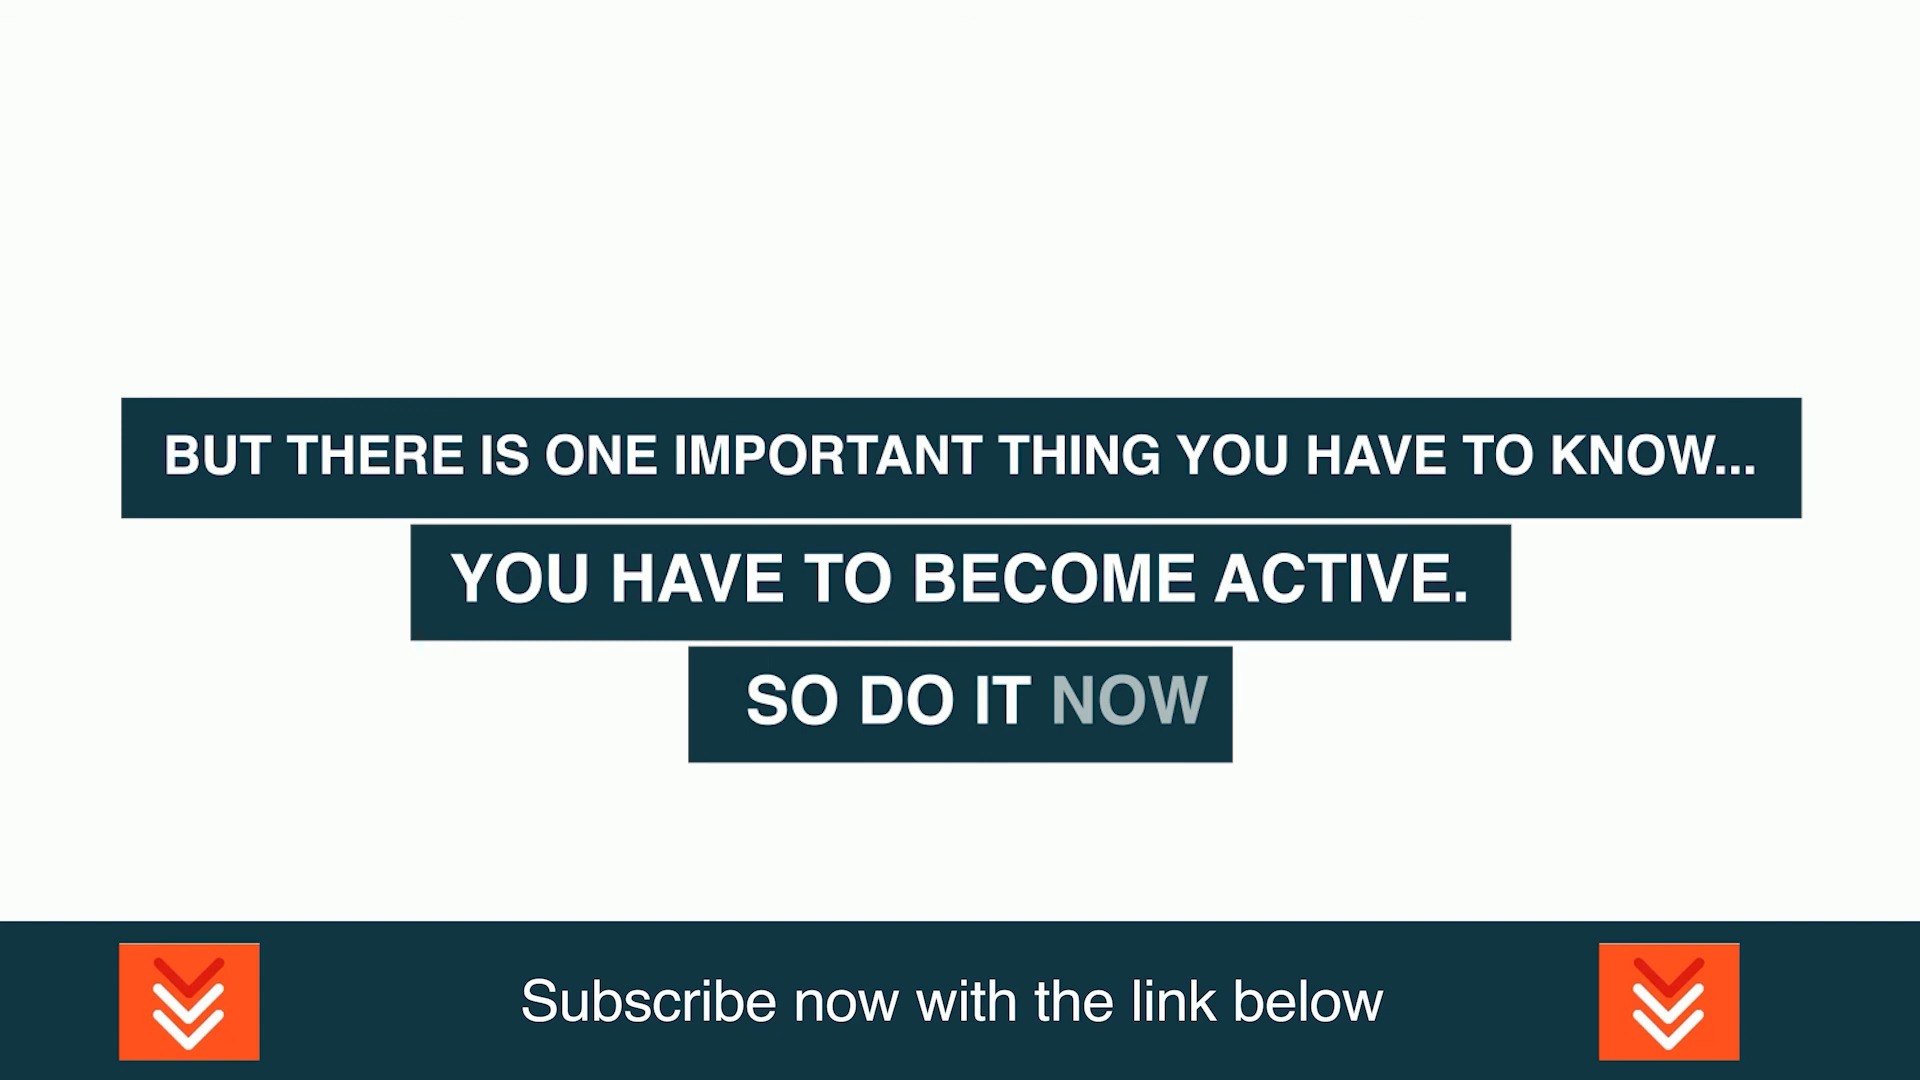 BUT THERE IS ONE IMPORTANT THING YOU HAVE TO KNOW...
YOU HAVE TO BECOME ACTIVE.
SO DO IT NOW
Subscribe now with the link below